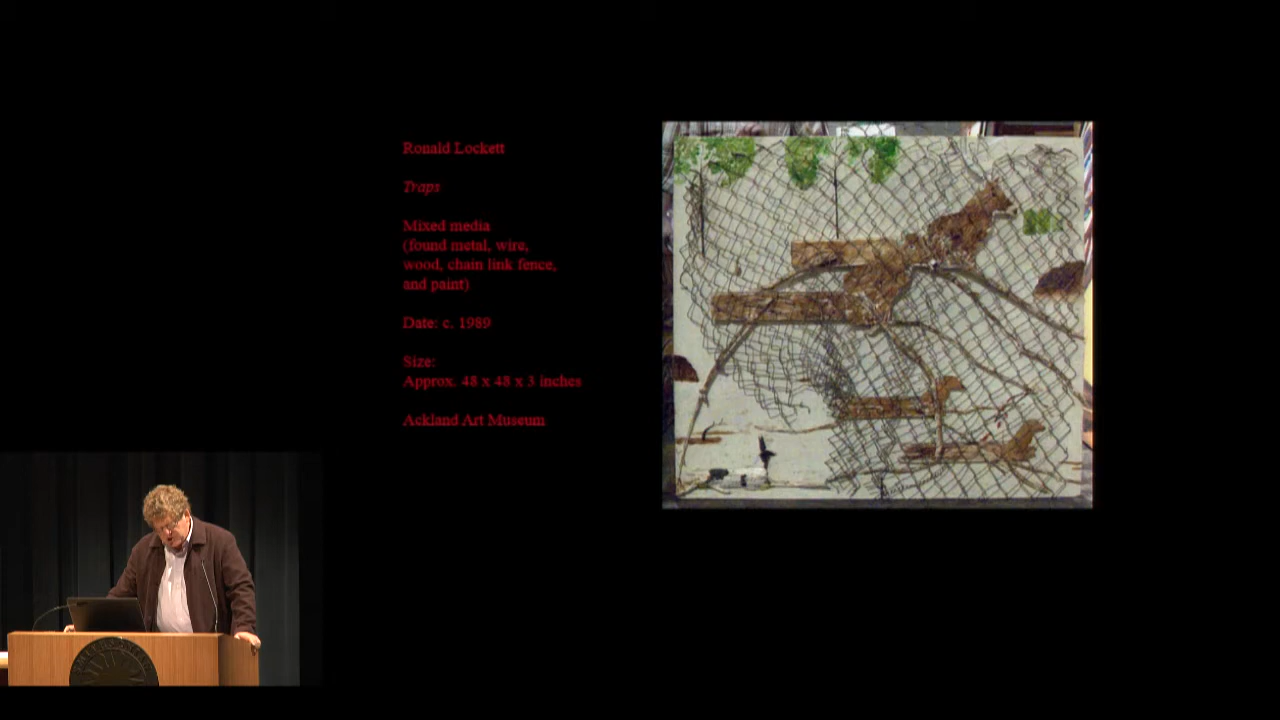 Ronald Lockett
Traps
Mixed media
(found metal, wire,
wood, chain link fence,
and paint)
Date: c. 1989
Size:
Approx. 48 x 48 x 3 inches
Ackland Art Museum